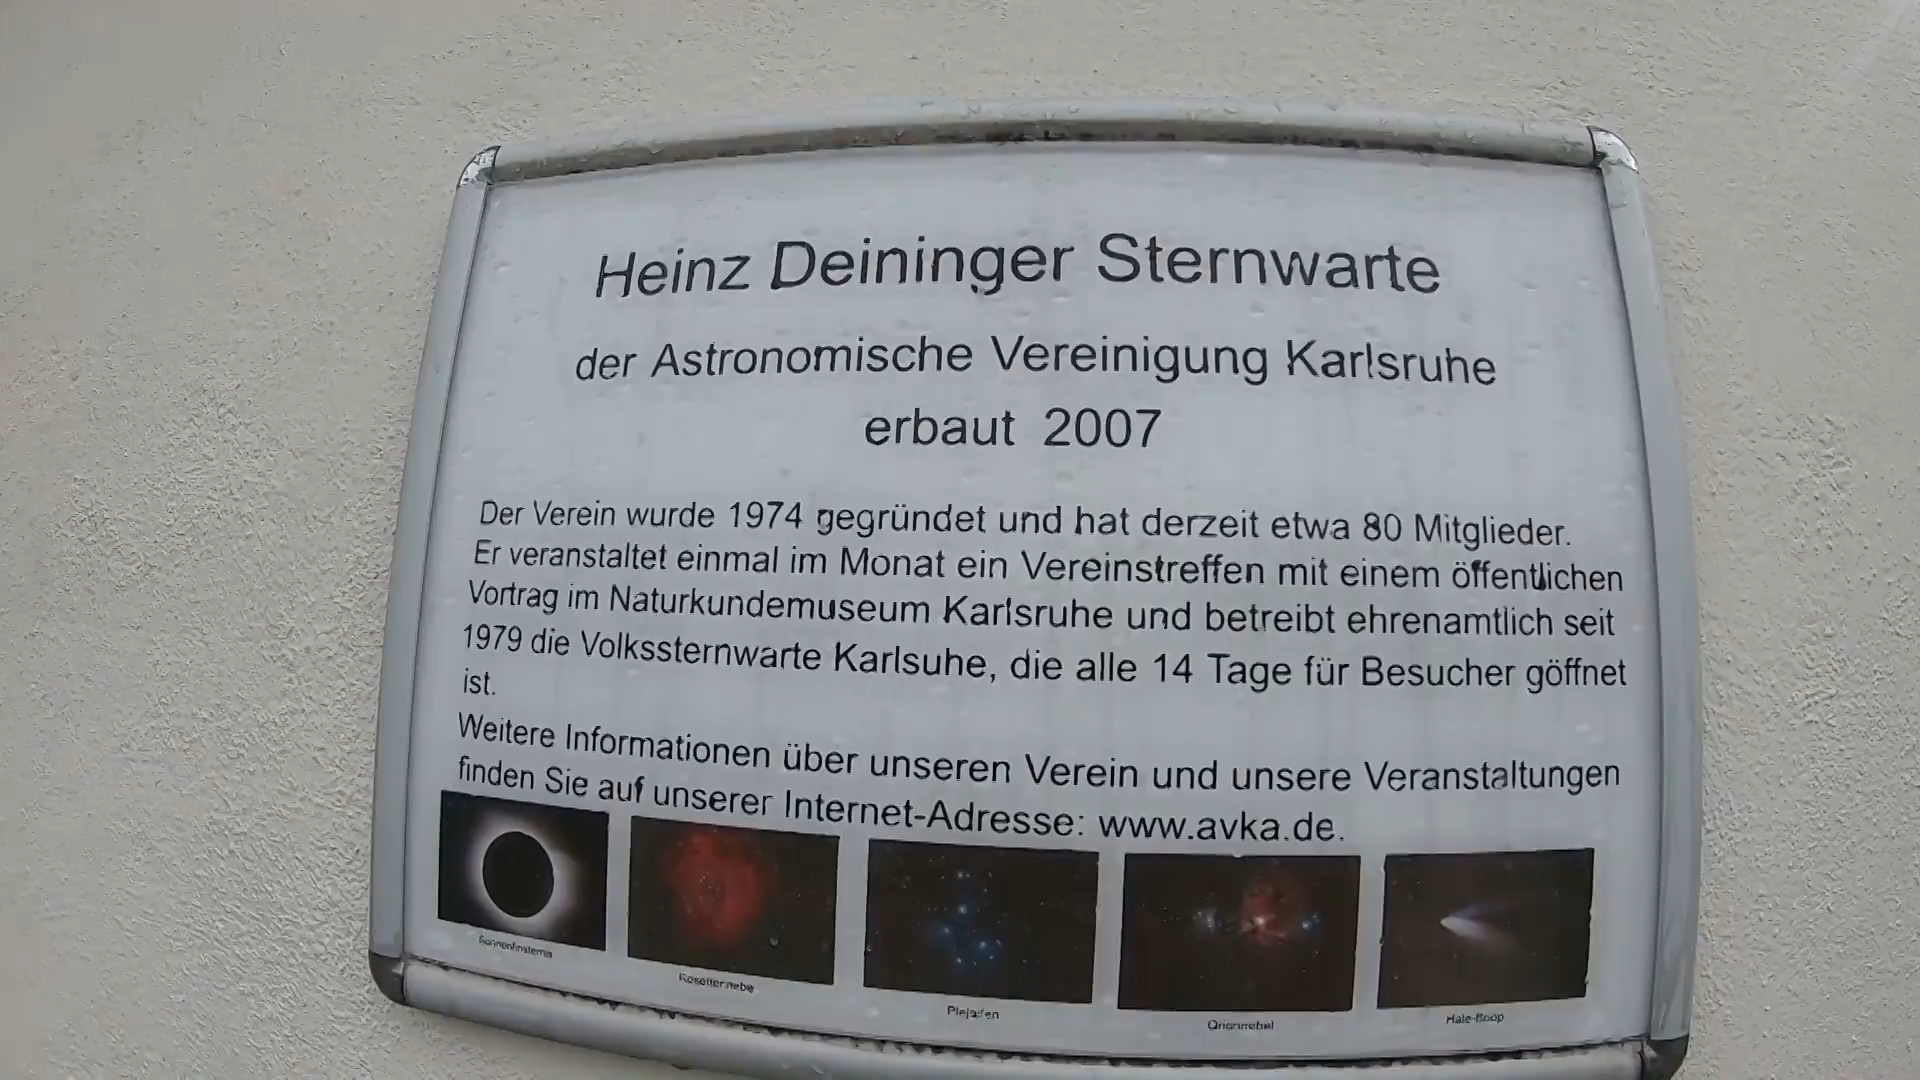 Heinz Deininger Sternwarte
der Astronomische Vereinigung Karlsruhe
erbaut 2007
Der Verein wurde 1974 gegründet und hat derzeit etwa 80 Mitglieder.
Er veranstaltet einmal im Monat ein Vereinstreffen mit einem öffentlichen
Vortrag im Naturkundemuseum Karlsruhe und betreibt ehrenamtlich seit
1979 die Volkssternwarte Karlsuhe, die alle 14 Tage für Besucher göffnet
ist.
Weitere Informationen über unseren Verein und unsere Veranstaltungen
finden Sie auf unserer Internet-Adresse: www.avka.de.
Sonnenfinsternis
Plejaden
Orionnebel
Hale-Boop